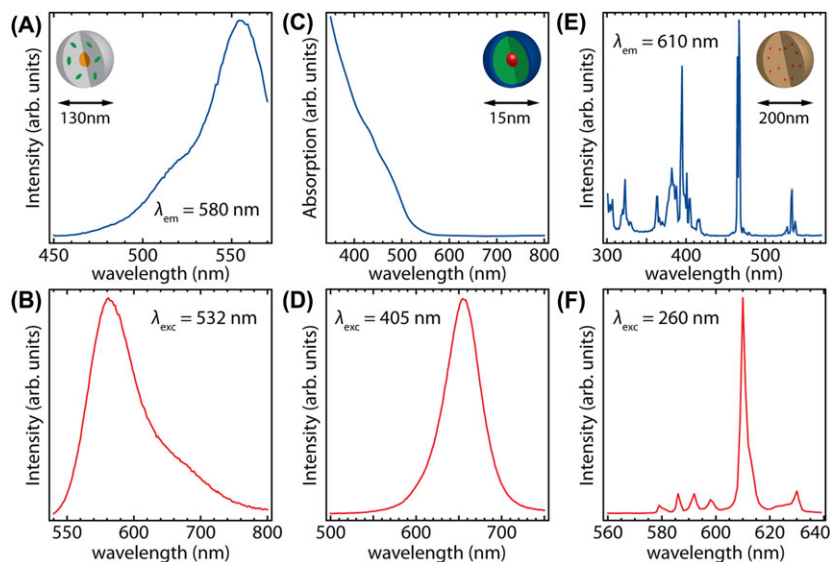 (A)
Intensity (arb. units)
130nm
λem = 580 nm
450 500 550
wavelength (nm)
(C)
Absorption (arb. units)
15nm
400 500 600 700 800
wavelength (nm)
(E)
Intensity (arb. units)
λem = 610 nm
200nm
300 400 500
wavelength (nm)
(B)
Intensity (arb. units)
λexc = 532 nm
530 600 700 800
wavelength (nm)
(D)
Intensity (arb. units)
λexc = 405 nm
500 600 700
wavelength (nm)
(F)
Intensity (arb. units)
λexc = 260 nm
560 580 600 620 640
wavelength (nm)